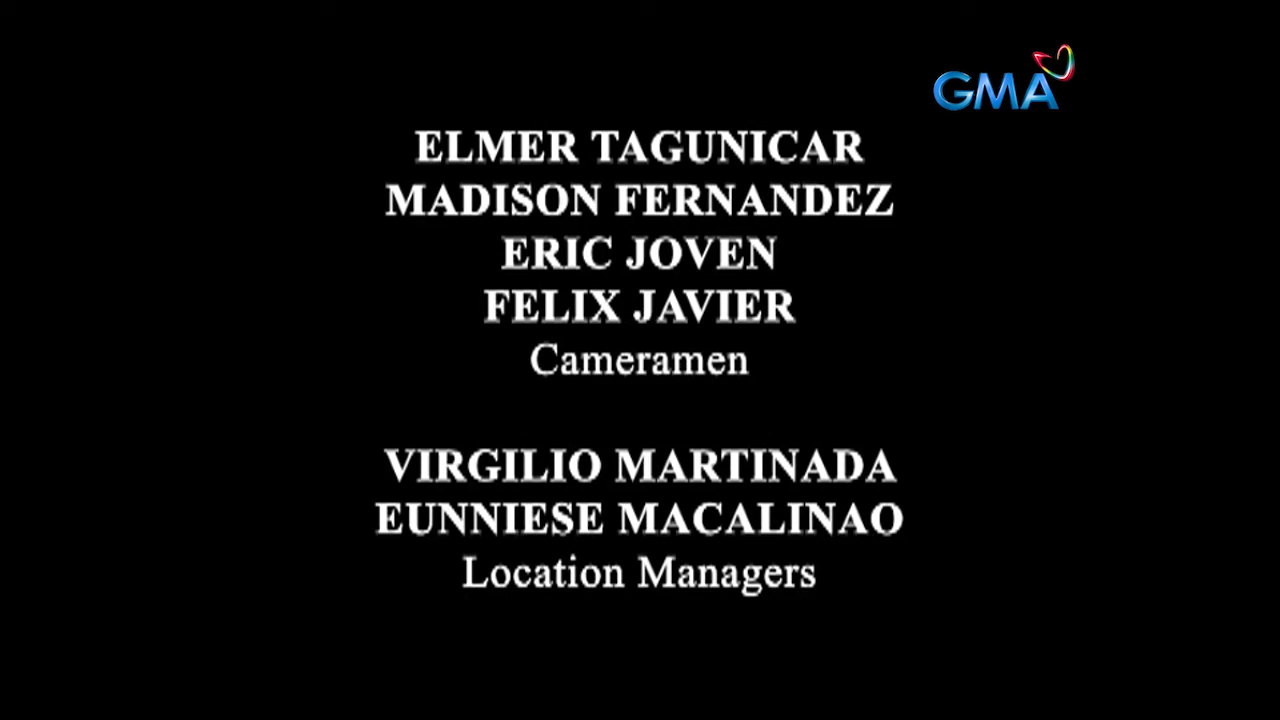 GMA
ELMER TAGUNICAR
MADISON FERNANDEZ
ERIC JOVEN
FELIX JAVIER
Cameramen
VIRGILIO MARTINADA
EUNNIESE MACALINAO
Location Managers